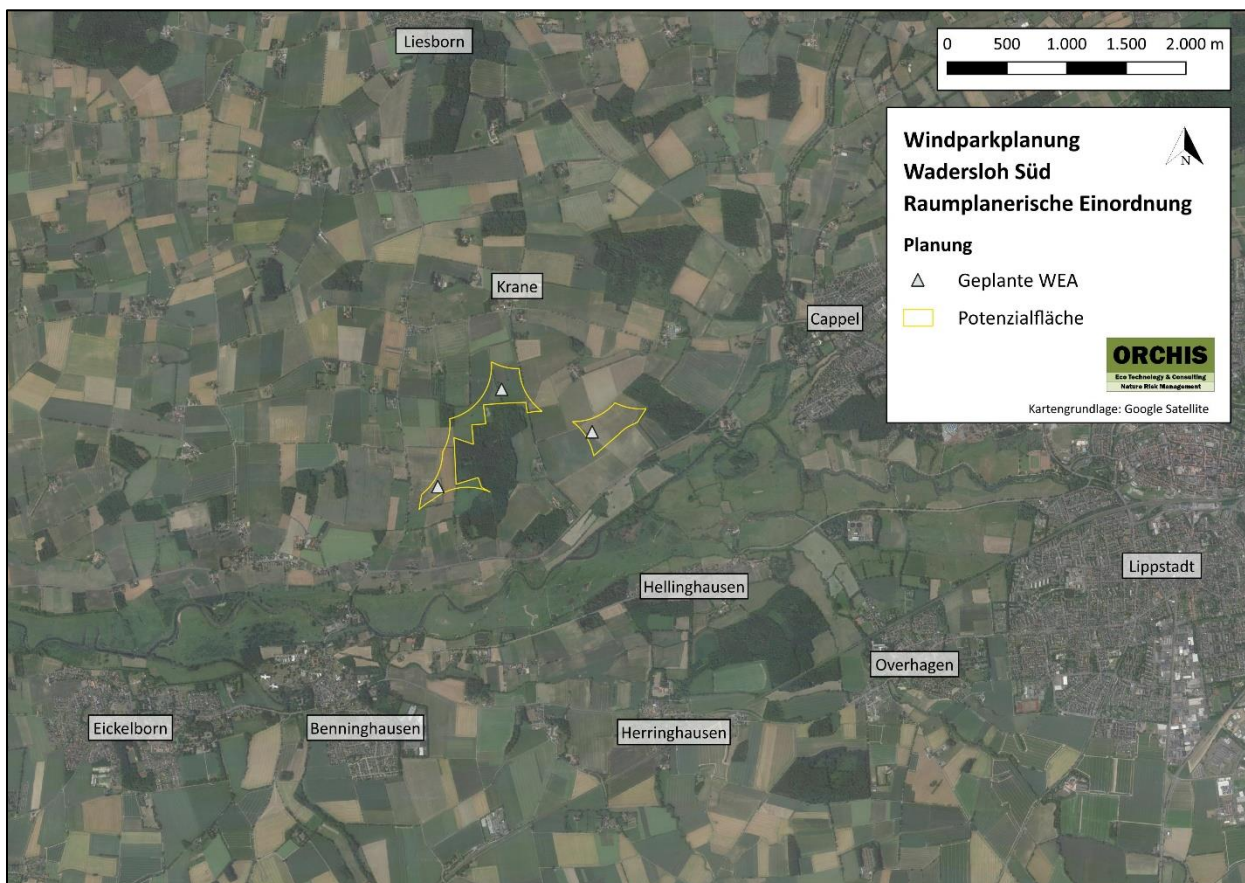 Liesborn
0 500 1.000 1.500 2.000 m
Windparkplanung
Wadersloh Süd
Raumplanerische Einordnung
N
Planung
Geplante WEA
Potenzialfläche
ORCHIS
Eco Technology & Consulting
Nature Risk Management
Kartengrundlage: Google Satellite
Krane
Cappel
Hellinghausen
Lippstadt
Overhagen
Eickelborn
Benninghausen
Herringhausen